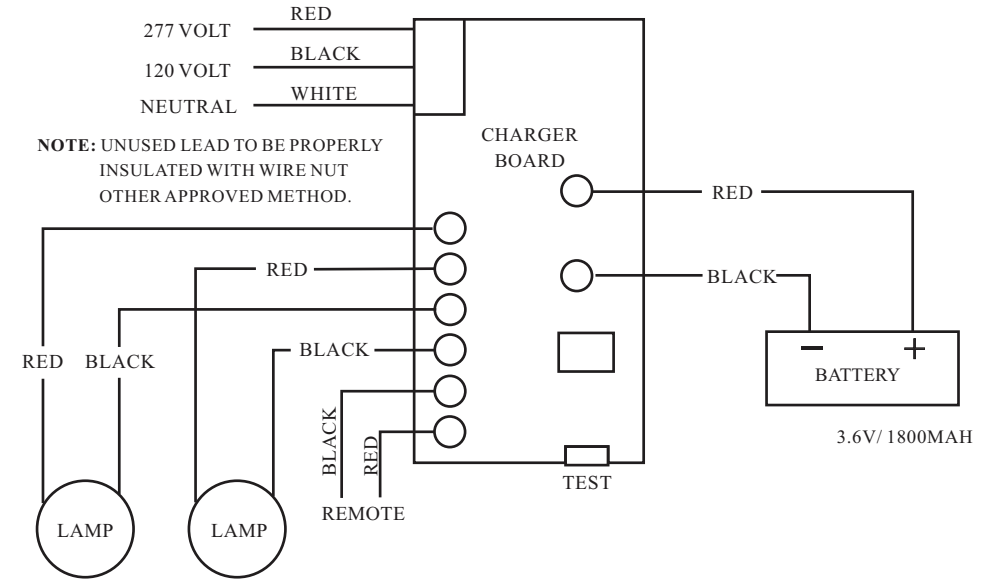 RED
277 VOLT
BLACK
120 VOLT
WHITE
NEUTRAL
NOTE: UNUSED LEAD TO BE PROPERLY
INSULATED WITH WIRE NUT
OTHER APPROVED METHOD.
CHARGER
BOARD
RED
RED
BLACK
BLACK
RED
BLACK
BLACK
RED
REMOTE
LAMP
LAMP
TEST
BATTERY
3.6V/ 1800MAH